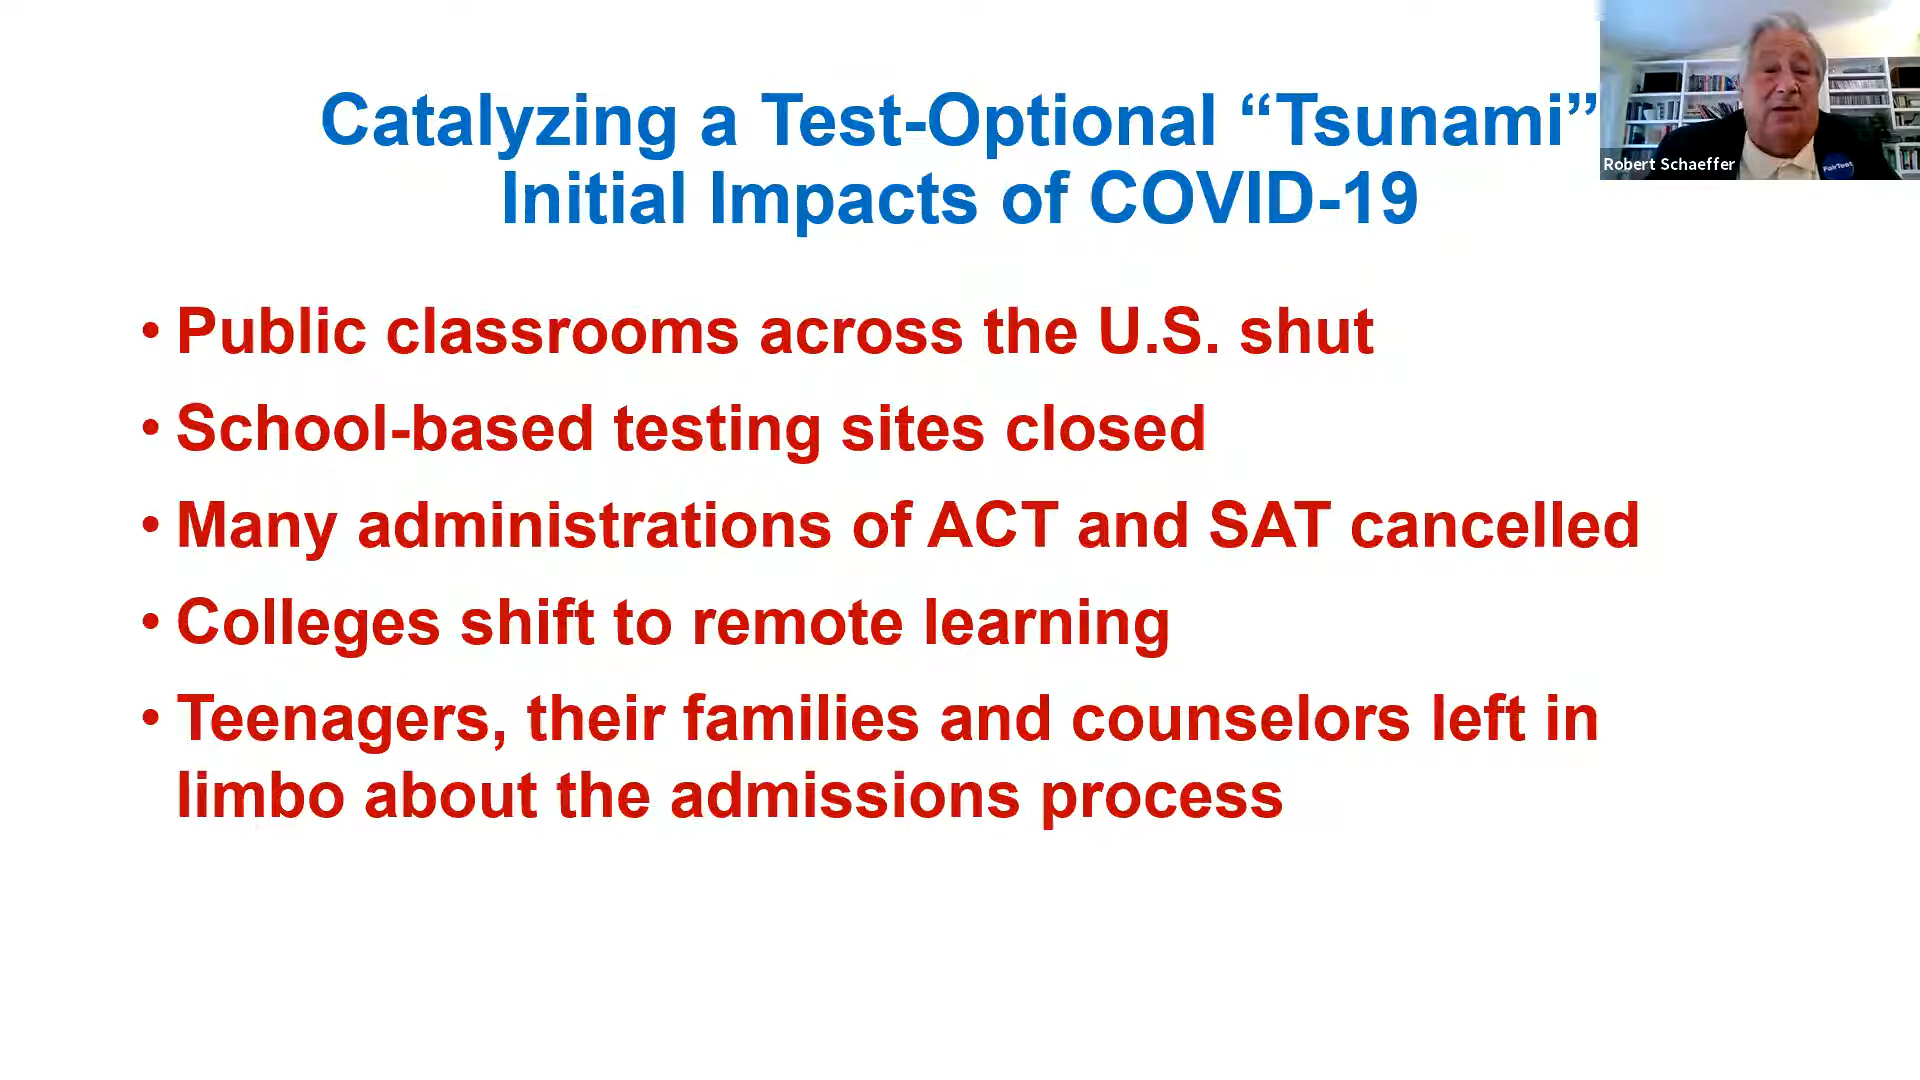 Catalyzing a Test-Optional “Tsunami”
Initial Impacts of COVID-19
• Public classrooms across the U.S. shut
• School-based testing sites closed
• Many administrations of ACT and SAT cancelled
• Colleges shift to remote learning
• Teenagers, their families and counselors left in
limbo about the admissions process
Robert Schaeffer
FairTest